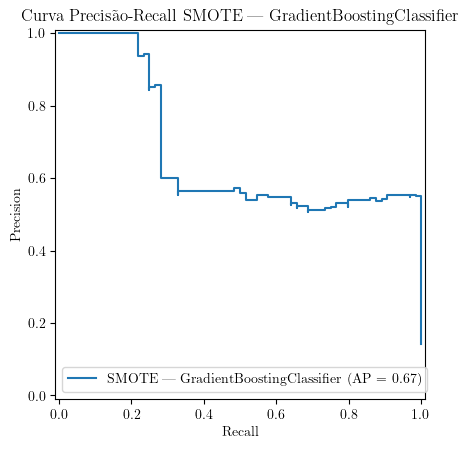 Curva Precisão-Recall SMOTE — GradientBoostingClassifier
1.0
0.8
0.6
0.4
0.2
0.0
Precision
SMOTE — GradientBoostingClassifier (AP = 0.67)
0.0 0.2 0.4 0.6 0.8 1.0
Recall